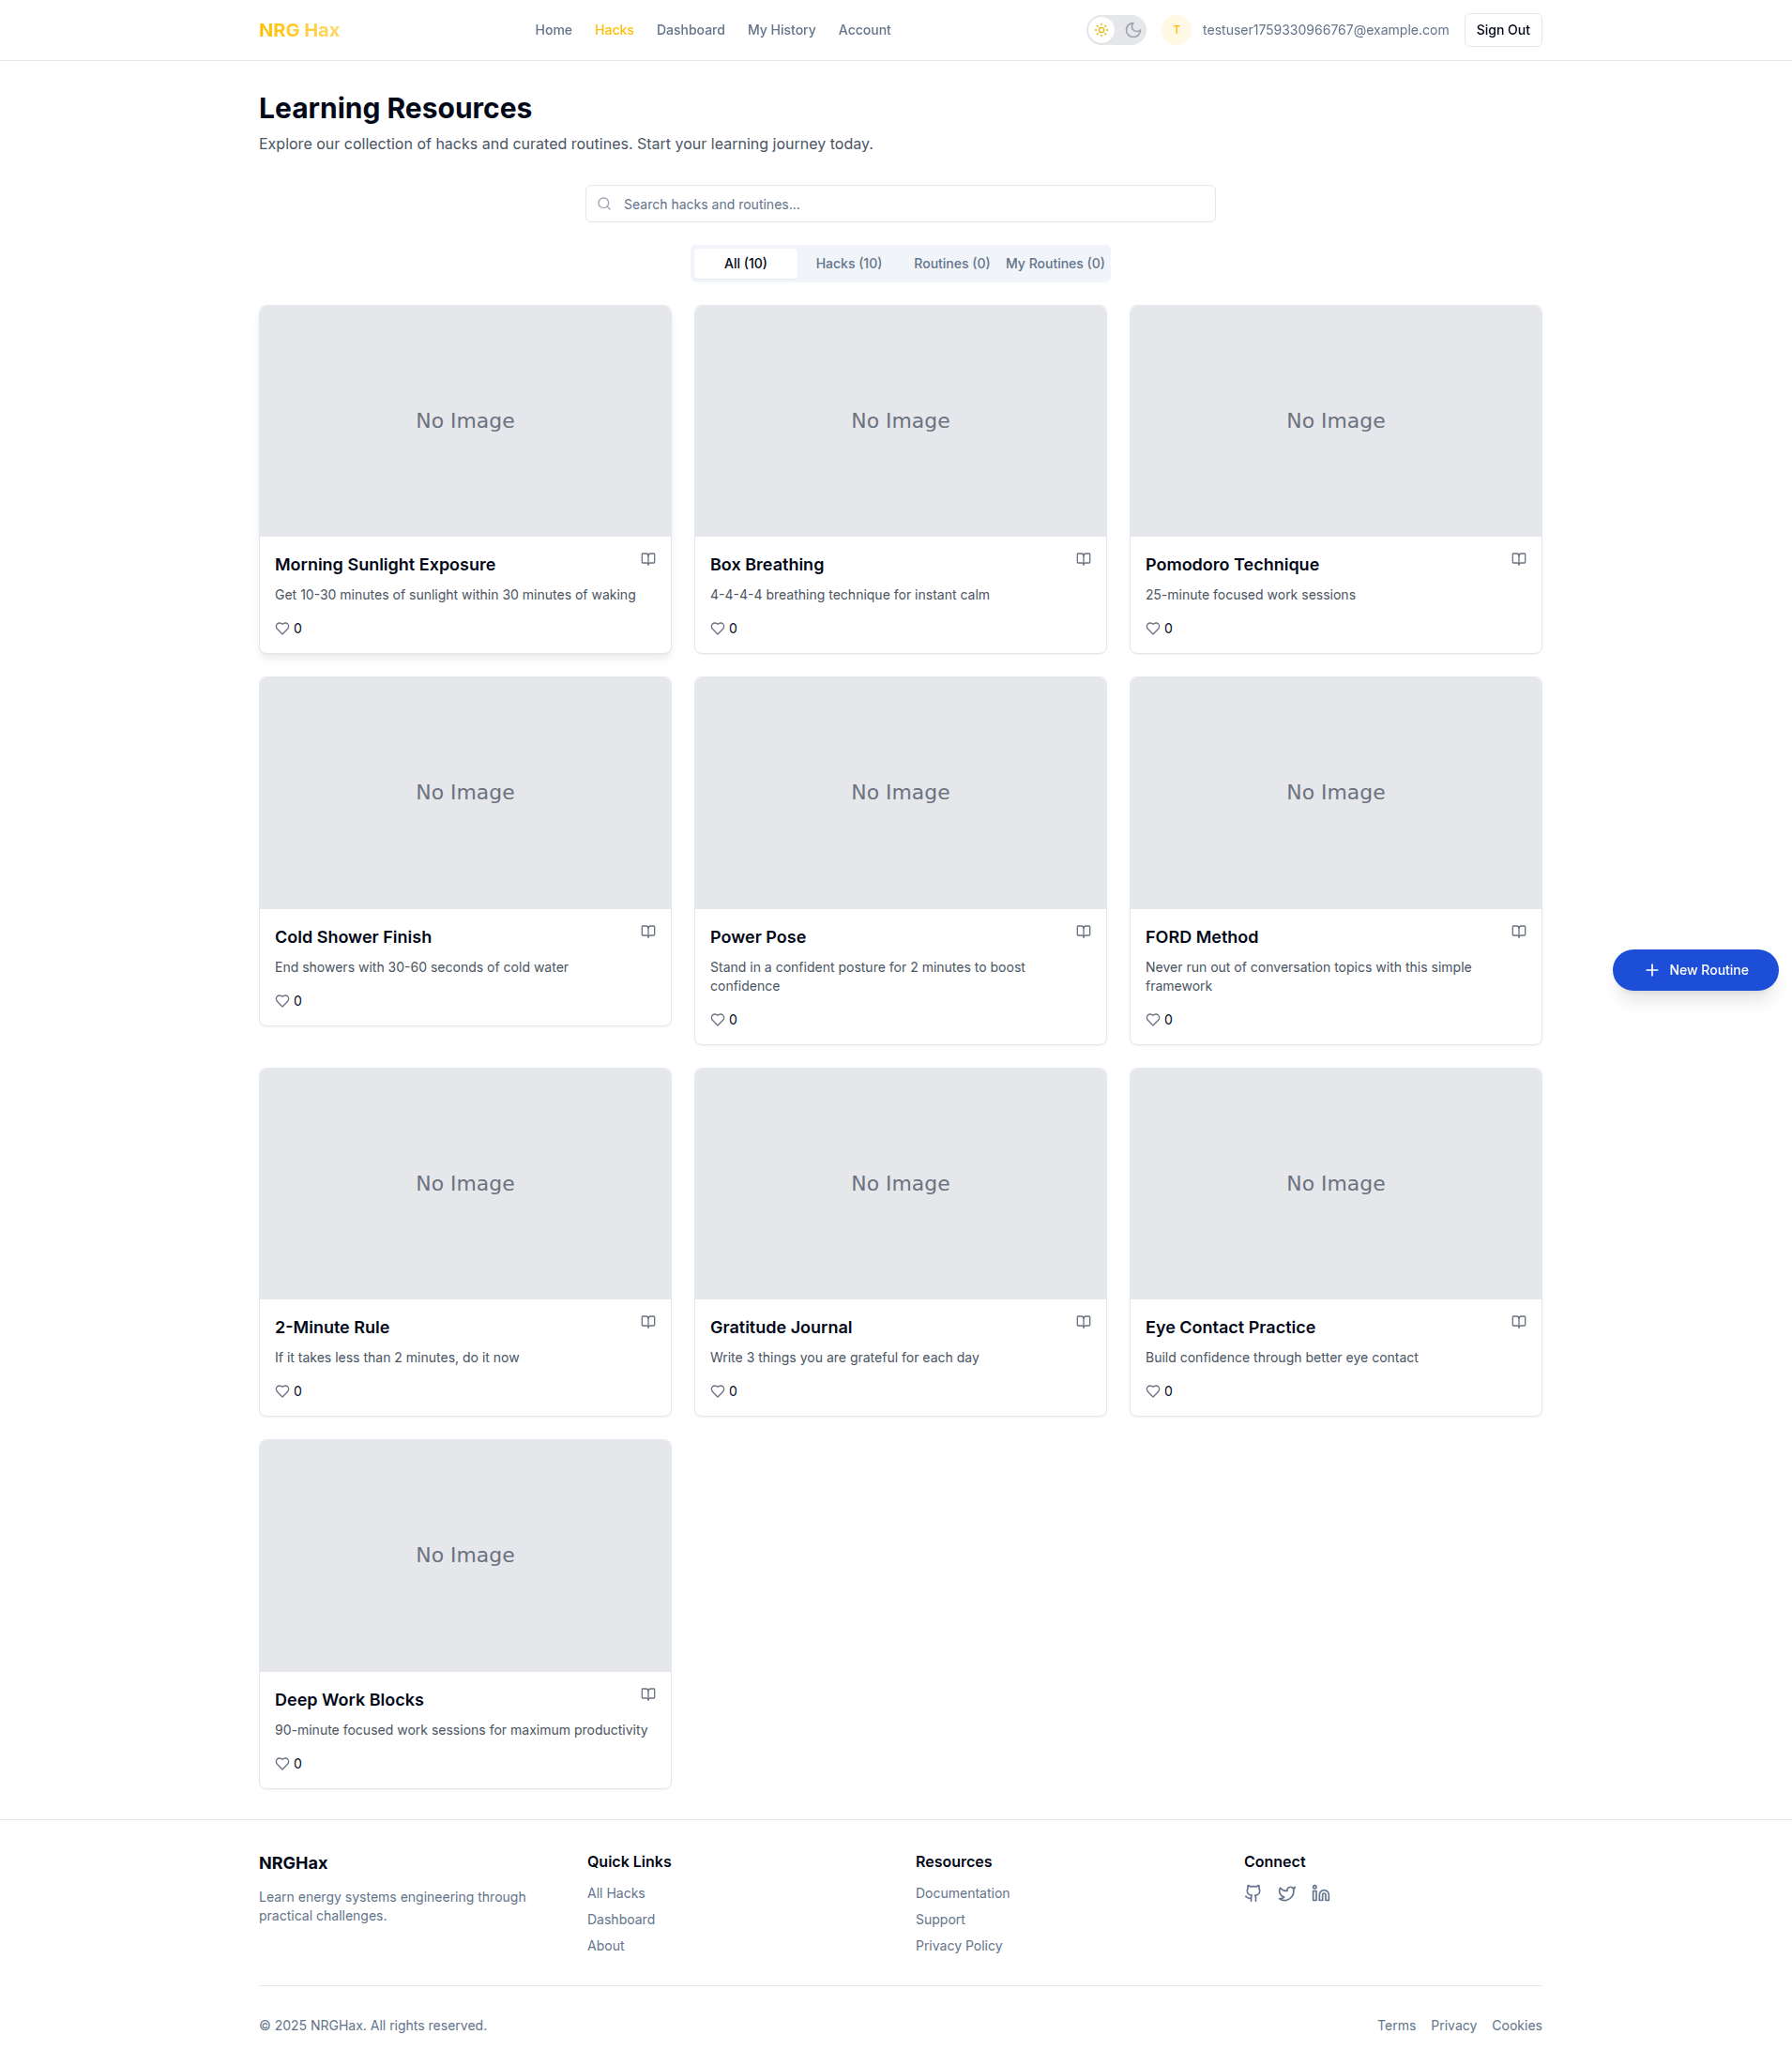 NRG Hax
Home Hacks Dashboard My History Account
T testuser1759330966767@example.com Sign Out
Learning Resources
Explore our collection of hacks and curated routines. Start your learning journey today.
Search hacks and routines...
All (10) Hacks (10) Routines (0) My Routines (0)
No Image No Image No Image
Morning Sunlight Exposure
Get 10-30 minutes of sunlight within 30 minutes of waking
0
Box Breathing
4-4-4-4 breathing technique for instant calm
0
Pomodoro Technique
25-minute focused work sessions
0
No Image No Image No Image
Cold Shower Finish
End showers with 30-60 seconds of cold water
0
Power Pose
Stand in a confident posture for 2 minutes to boost
confidence
0
FORD Method
Never run out of conversation topics with this simple
framework
0
New Routine
No Image No Image No Image
2-Minute Rule
If it takes less than 2 minutes, do it now
0
Gratitude Journal
Write 3 things you are grateful for each day
0
Eye Contact Practice
Build confidence through better eye contact
0
No Image
Deep Work Blocks
90-minute focused work sessions for maximum productivity
0
NRGHax
Learn energy systems engineering through
practical challenges.
Quick Links
All Hacks
Dashboard
About
Resources
Documentation
Support
Privacy Policy
Connect
© 2025 NRGHax. All rights reserved.
Terms Privacy Cookies